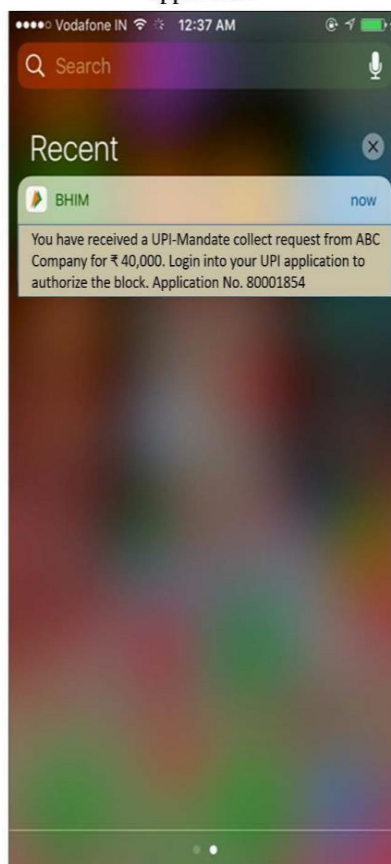 Vodafone IN 12:37 AM
Search
Recent
BHIM now
You have received a UPI-Mandate collect request from ABC
Company for ₹ 40,000. Login into your UPI application to
authorize the block. Application No. 80001854